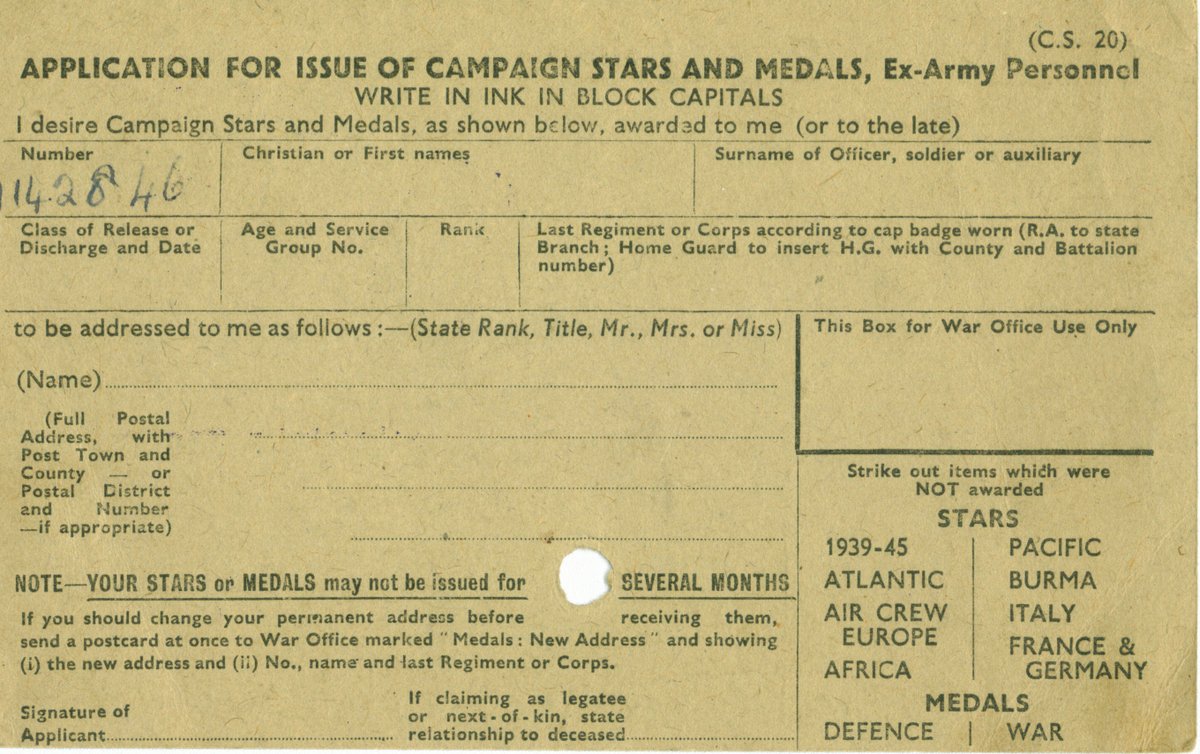 (C.S. 20)
APPLICATION FOR ISSUE OF CAMPAIGN STARS AND MEDALS, Ex-Army Personnel
WRITE IN INK IN BLOCK CAPITALS
I desire Campaign Stars and Medals, as shown below, awarded to me (or to the late)
Number Christian or First names Surname of Officer, soldier or auxiliary
1142846
Class of Release or Discharge and Date
Age and Service Group No.
Rank
Last Regiment or Corps according to cap badge worn (R.A. to state
Branch; Home Guard to insert H.G. with County and Battalion
number)
to be addressed to me as follows:—(State Rank, Title, Mr., Mrs. or Miss)
This Box for War Office Use Only
(Name)
(Full Postal
Address, with
Post Town and
County — or
Postal District
and Number
—if appropriate)
NOTE—YOUR STARS or MEDALS may not be issued for SEVERAL MONTHS
If you should change your permanent address before receiving them,
send a postcard at once to War Office marked "Medals: New Address" and showing
(i) the new address and (ii) No., name and last Regiment or Corps.
Signature of
Applicant
If claiming as legatee
or next-of-kin, state
relationship to deceased
Strike out items which were
NOT awarded
STARS
1939-45 PACIFIC
ATLANTIC BURMA
AIR CREW EUROPE ITALY
AFRICA FRANCE & GERMANY
MEDALS
DEFENCE WAR